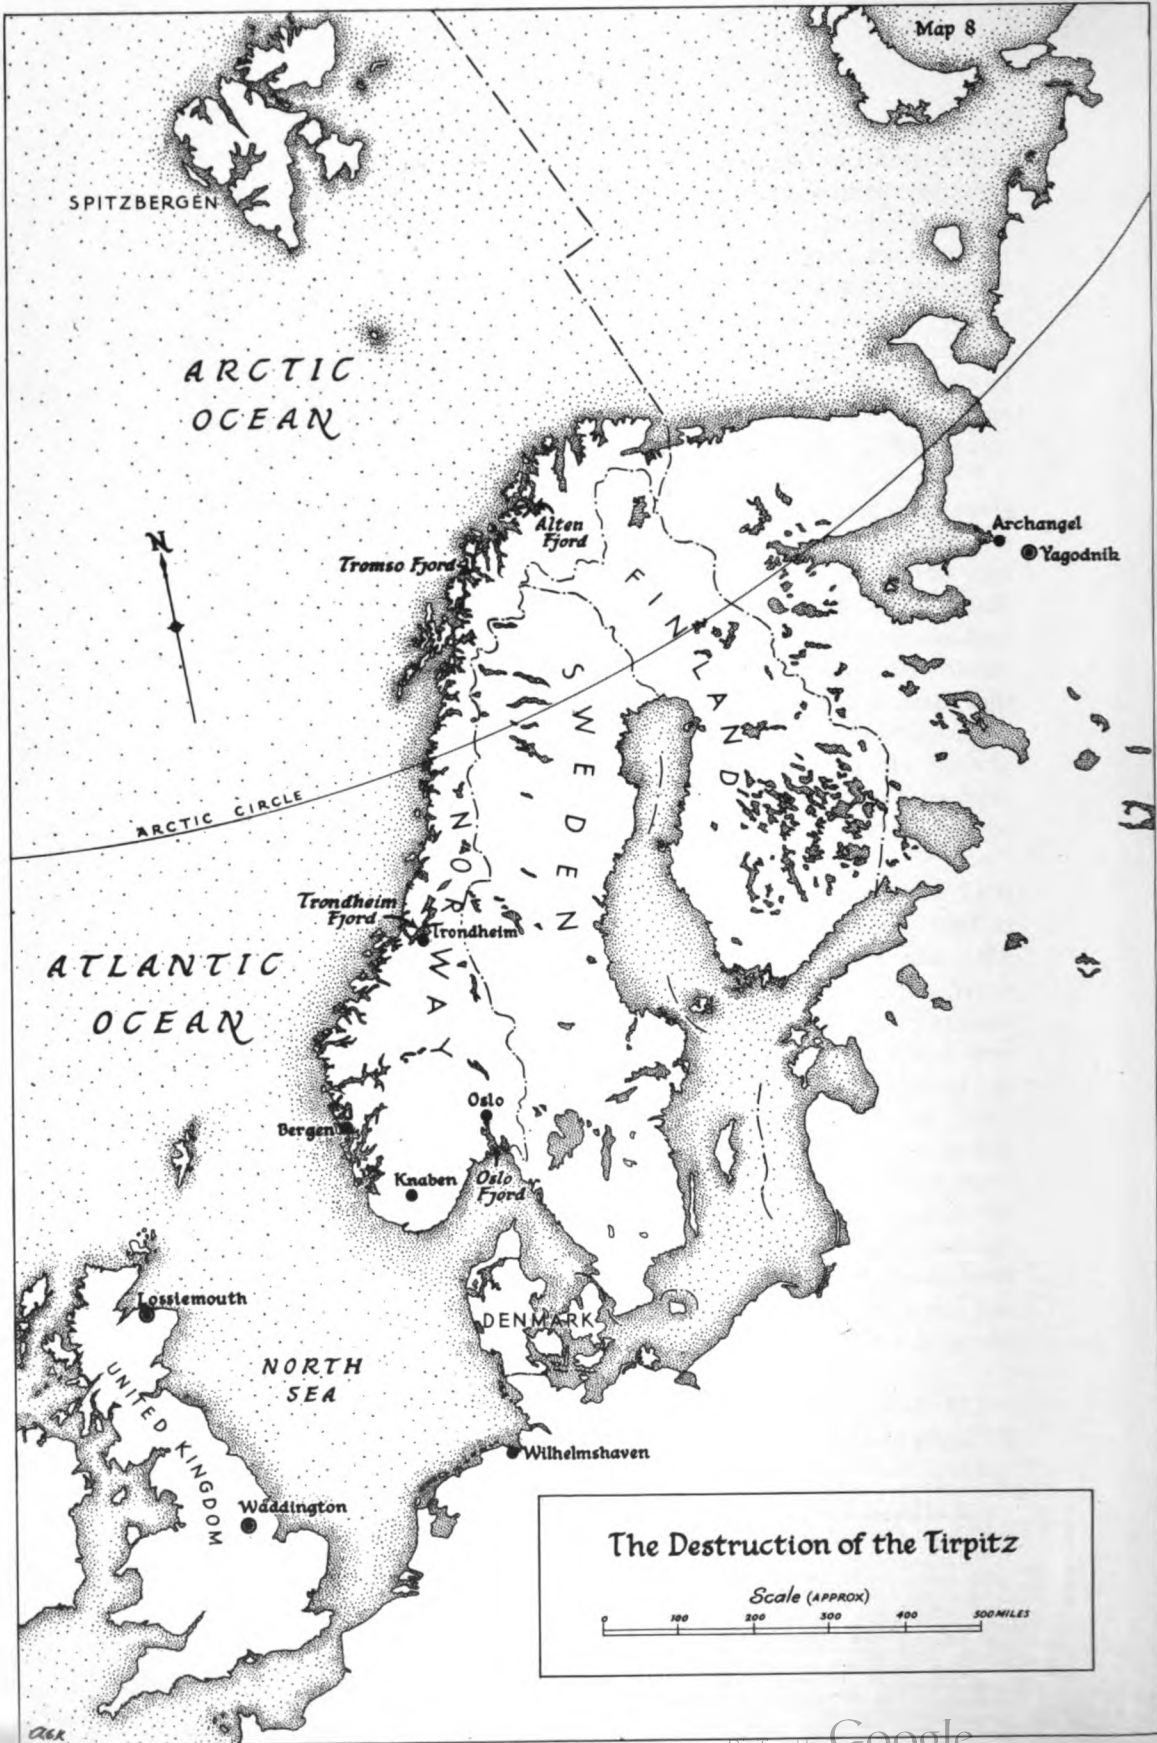 Map 8
SPITZBERGEN
ARCTIC
OCEAN
N
Alten
Fjord
Archangel
Yagodnik
Tromso Fjord
FINLAND
SWEDEN
ARCTIC CIRCLE
NORWAY
Trondheim
Fjord
Trondheim
ATLANTIC
OCEAN
Oslo
Bergen
Knaben
Oslo
Fjord
Lossiemouth
DENMARK
NORTH
SEA
UNITED KINGDOM
Wilhelmshaven
Waddington
The Destruction of the Tirpitz
Scale (APPROX)
0 100 200 300 400 500 MILES
Google